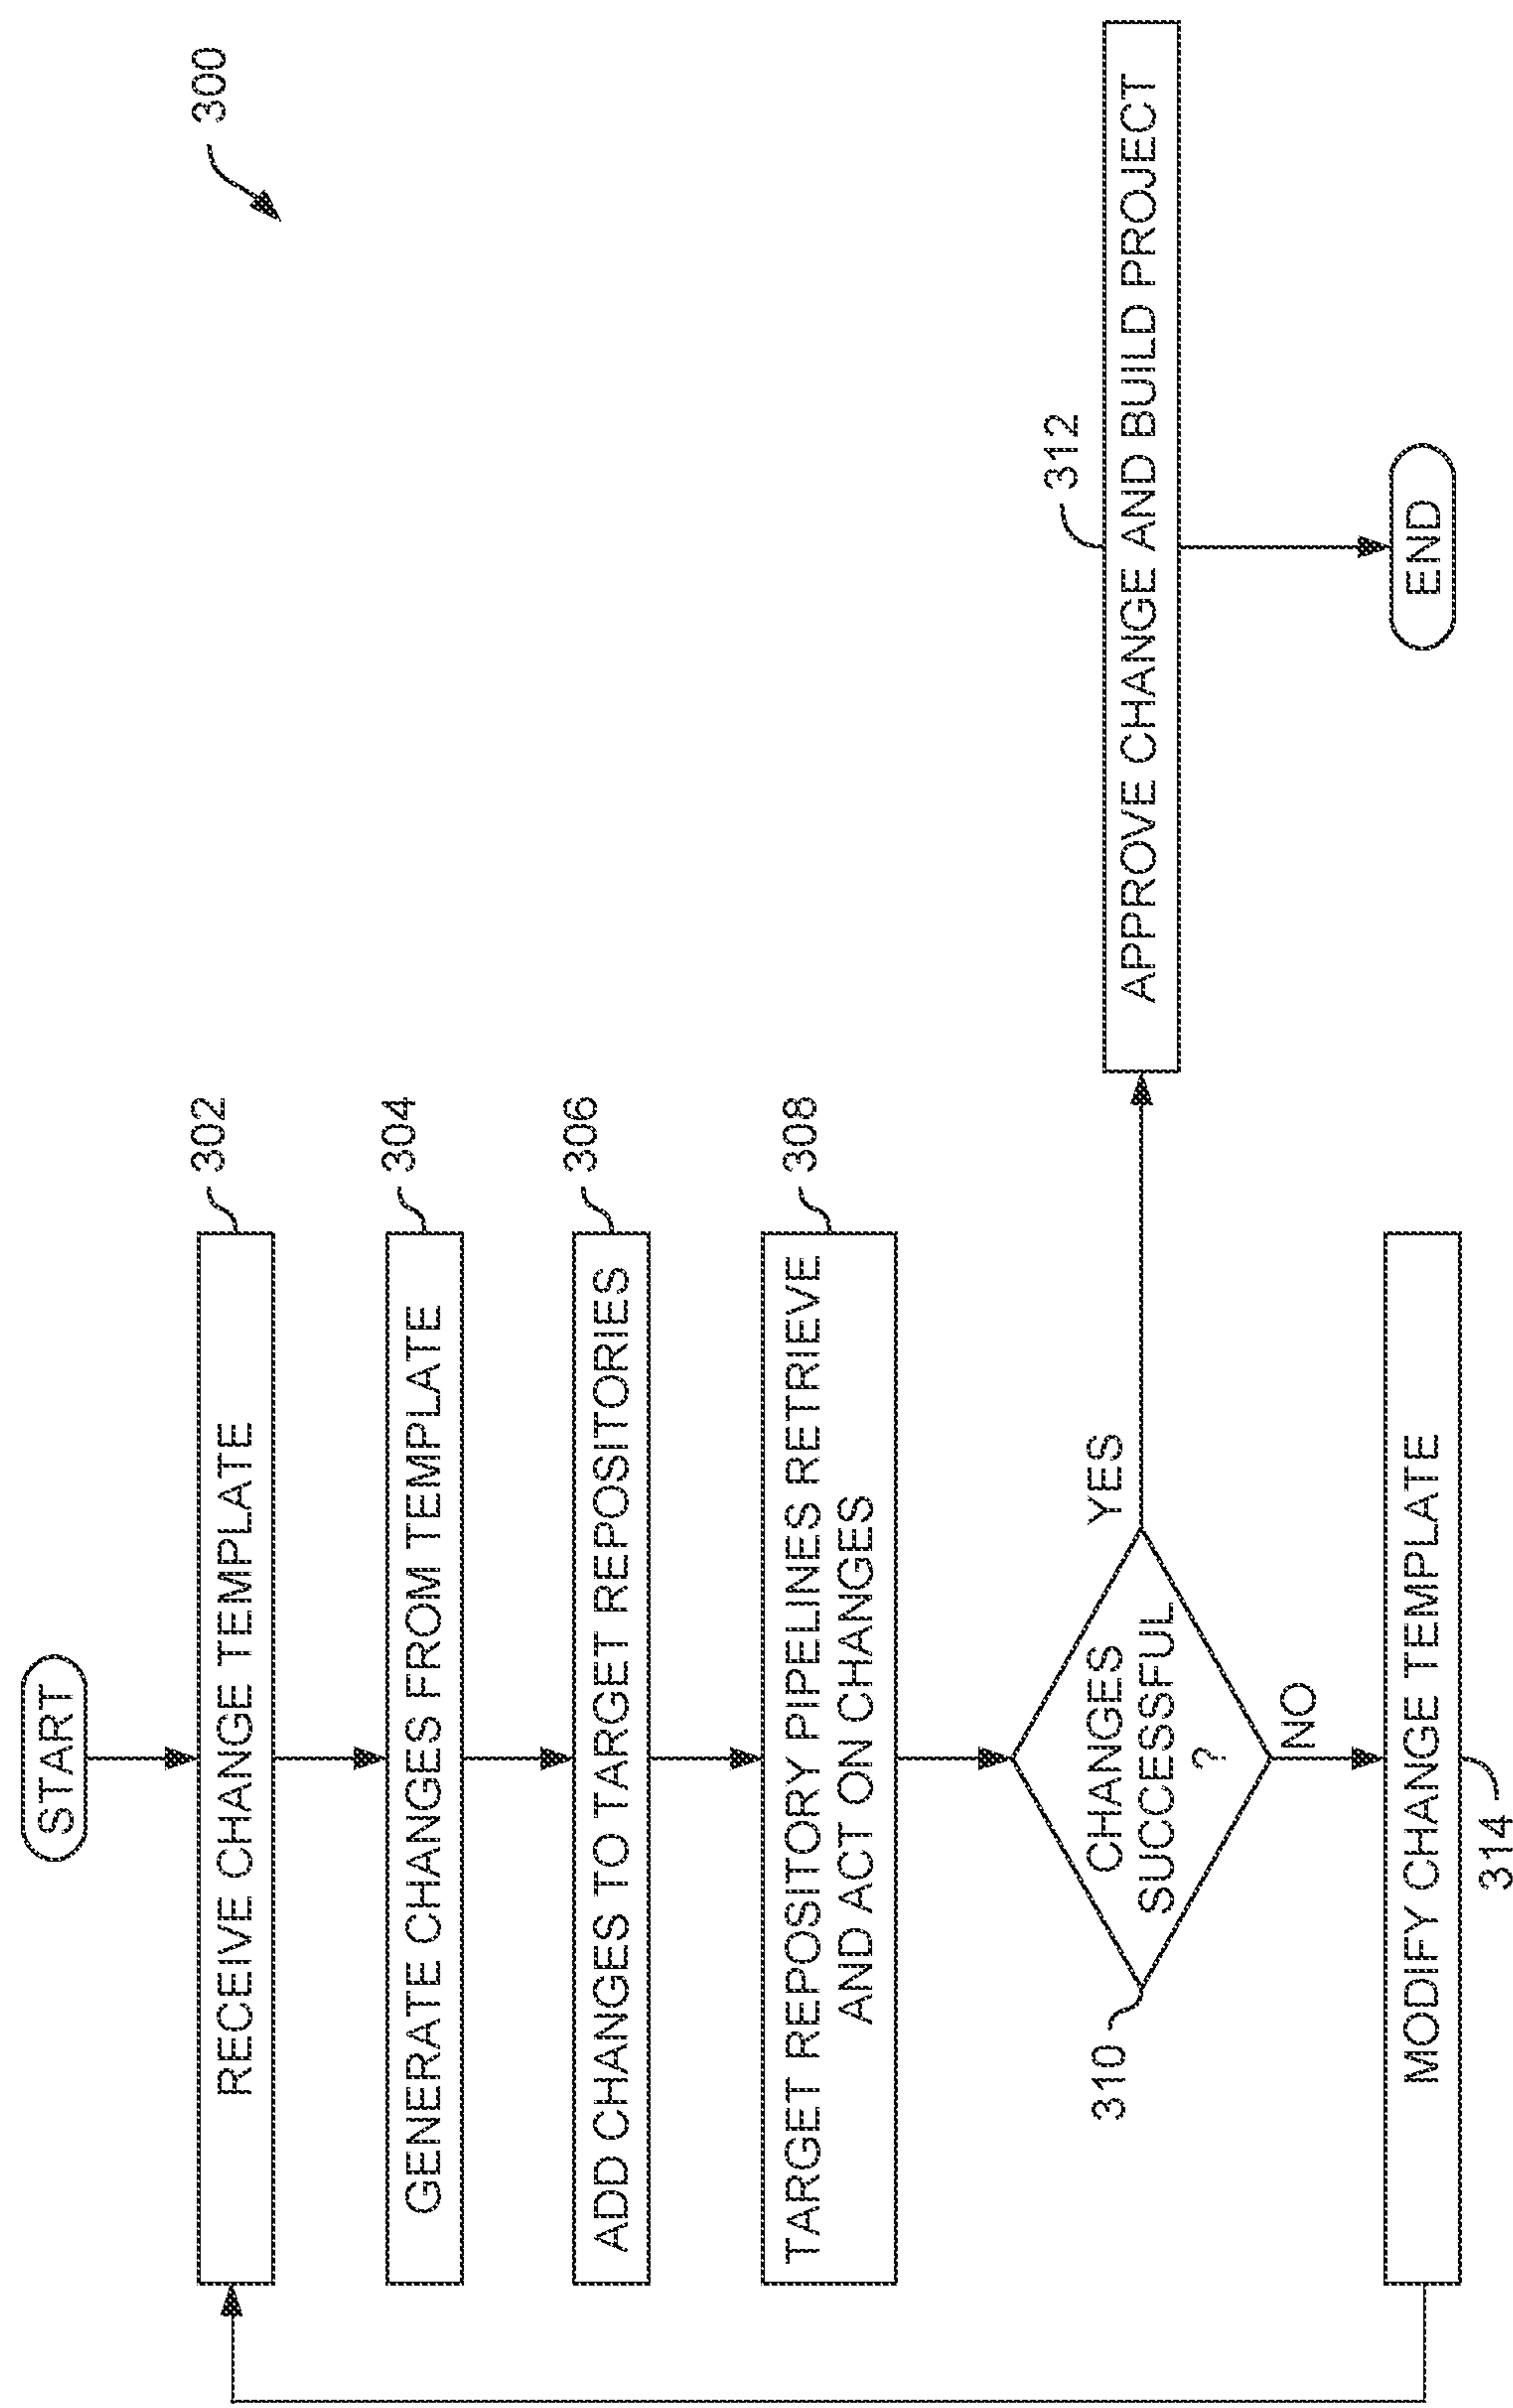 300
START
RECEIVE CHANGE TEMPLATE
302
GENERATE CHANGES FROM TEMPLATE
304
ADD CHANGES TO TARGET REPOSITORIES
306
TARGET REPOSITORY PIPELINES RETRIEVE
AND ACT ON CHANGES
308
310
CHANGES
SUCCESSFUL
?
YES
NO
312
APPROVE CHANGE AND BUILD PROJECT
END
MODIFY CHANGE TEMPLATE
314